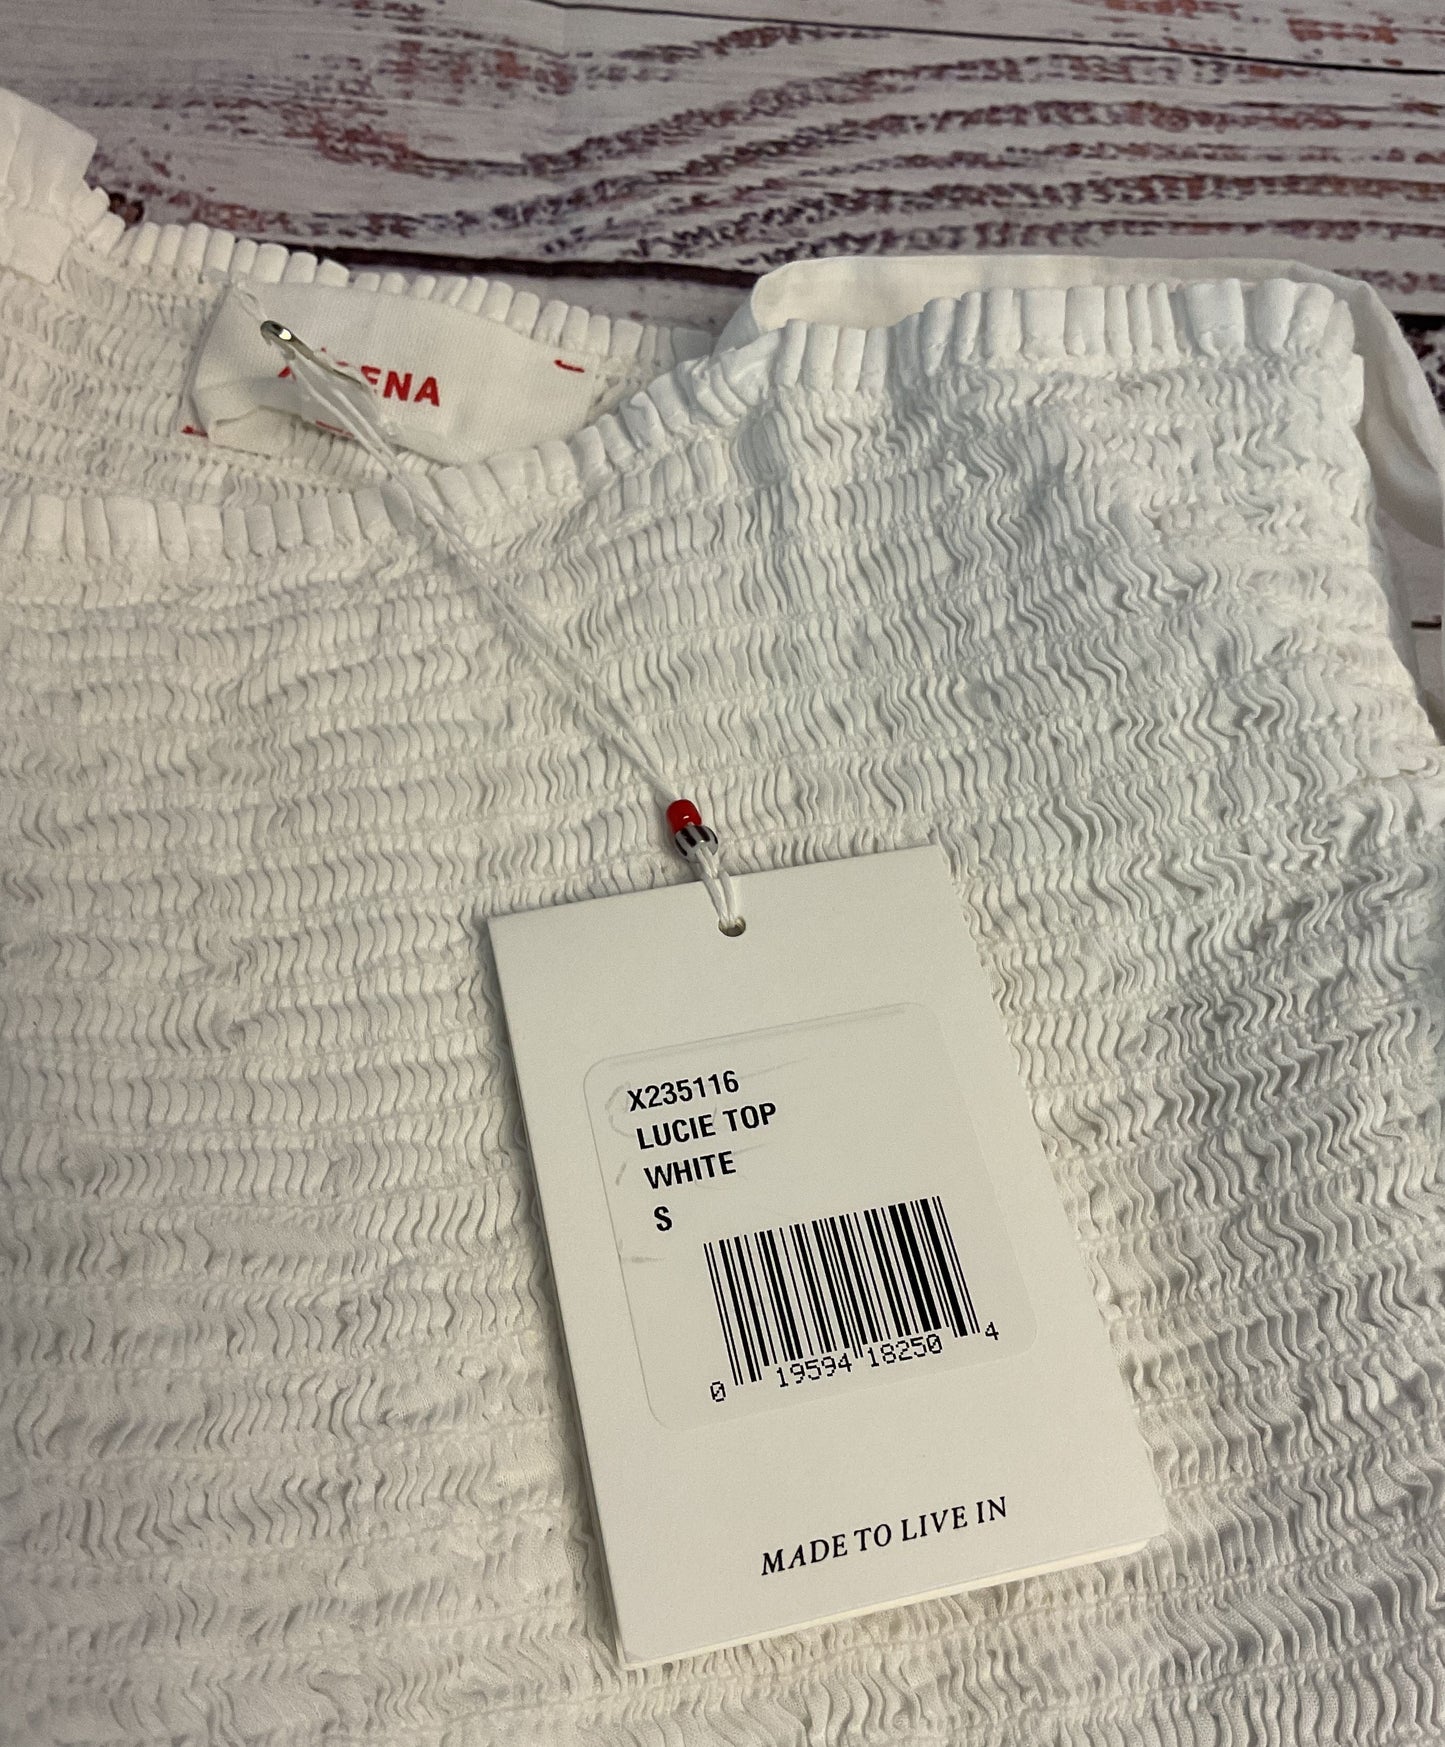 X235116
LUCIE TOP
WHITE
S
0 19594 18250 4
MADE TO LIVE IN